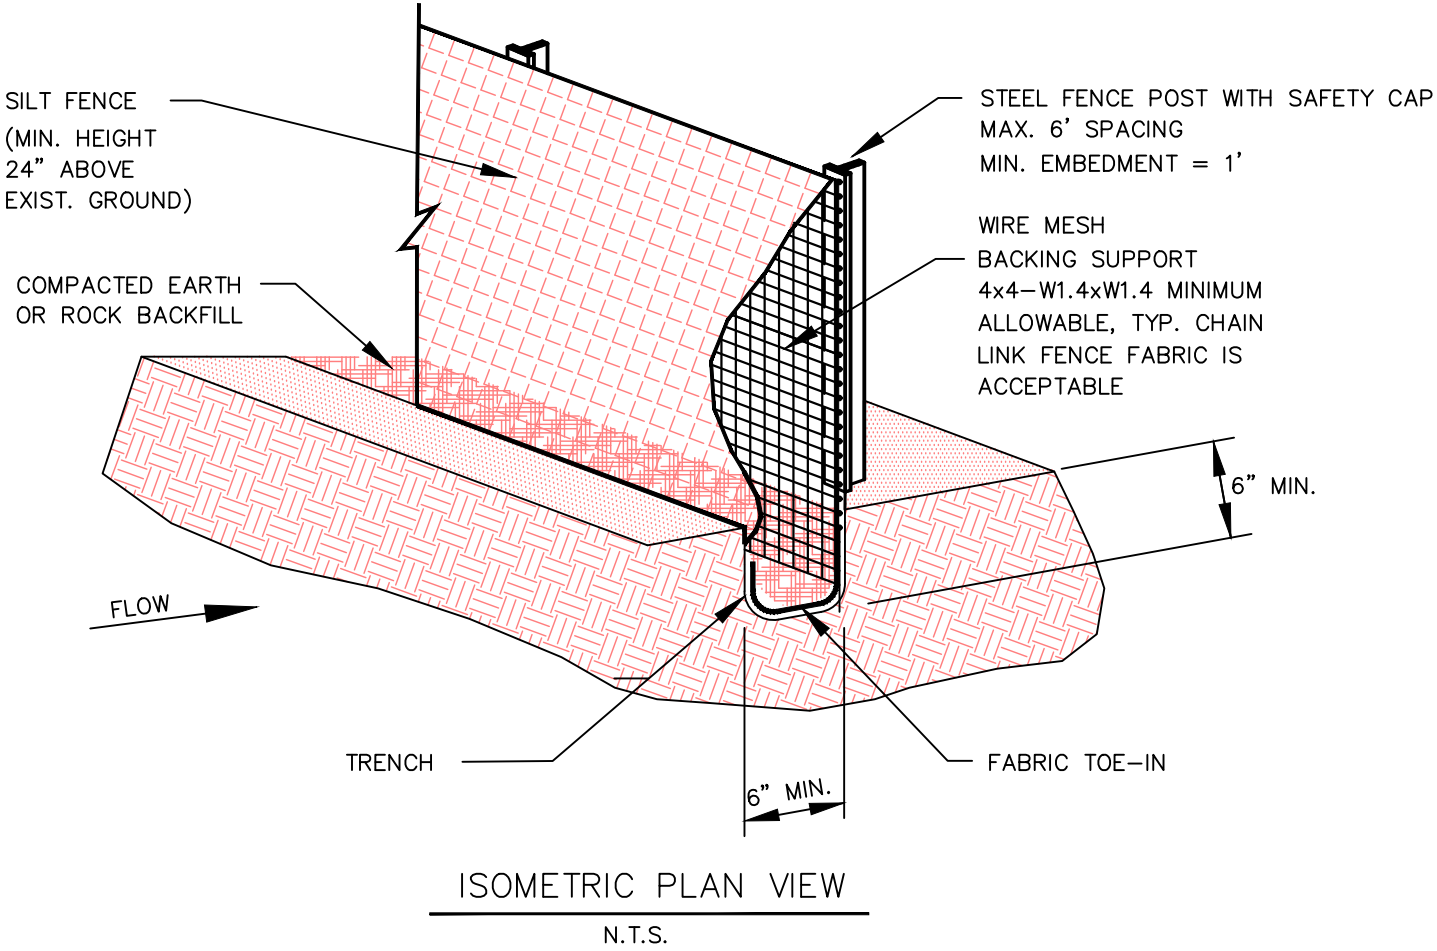 SILT FENCE
(MIN. HEIGHT
24" ABOVE
EXIST. GROUND)
COMPACTED EARTH
OR ROCK BACKFILL
STEEL FENCE POST WITH SAFETY CAP
MAX. 6' SPACING
MIN. EMBEDMENT = 1'
WIRE MESH
BACKING SUPPORT
4x4-W1.4xW1.4 MINIMUM
ALLOWABLE, TYP. CHAIN
LINK FENCE FABRIC IS
ACCEPTABLE
6" MIN.
FLOW
TRENCH
FABRIC TOE-IN
6" MIN.
ISOMETRIC PLAN VIEW
N.T.S.